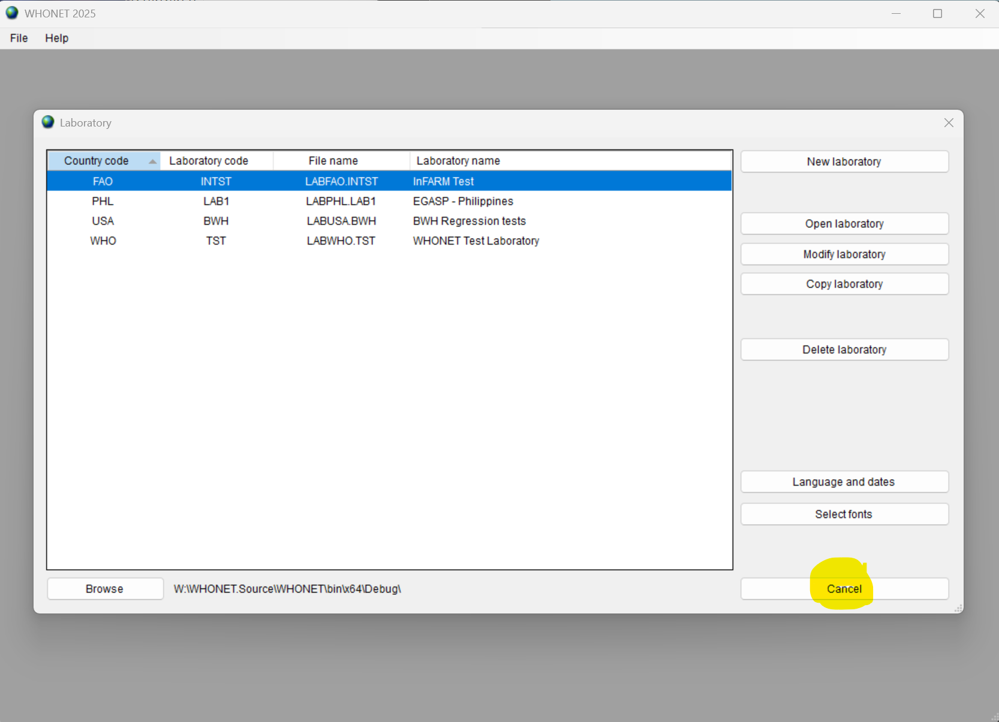 WHONET 2025
File Help
Laboratory
Country code Laboratory code File name Laboratory name
FAO INTST LABFAO.INTST InFARM Test
PHL LAB1 LABPHL.LAB1 EGASP - Philippines
USA BWH LABUSA.BWH BWH Regression tests
WHO TST LABWHO.TST WHONET Test Laboratory
New laboratory
Open laboratory
Modify laboratory
Copy laboratory
Delete laboratory
Language and dates
Select fonts
Browse W:\WHONET.Source\WHONET\bin\x64\Debug\
Cancel